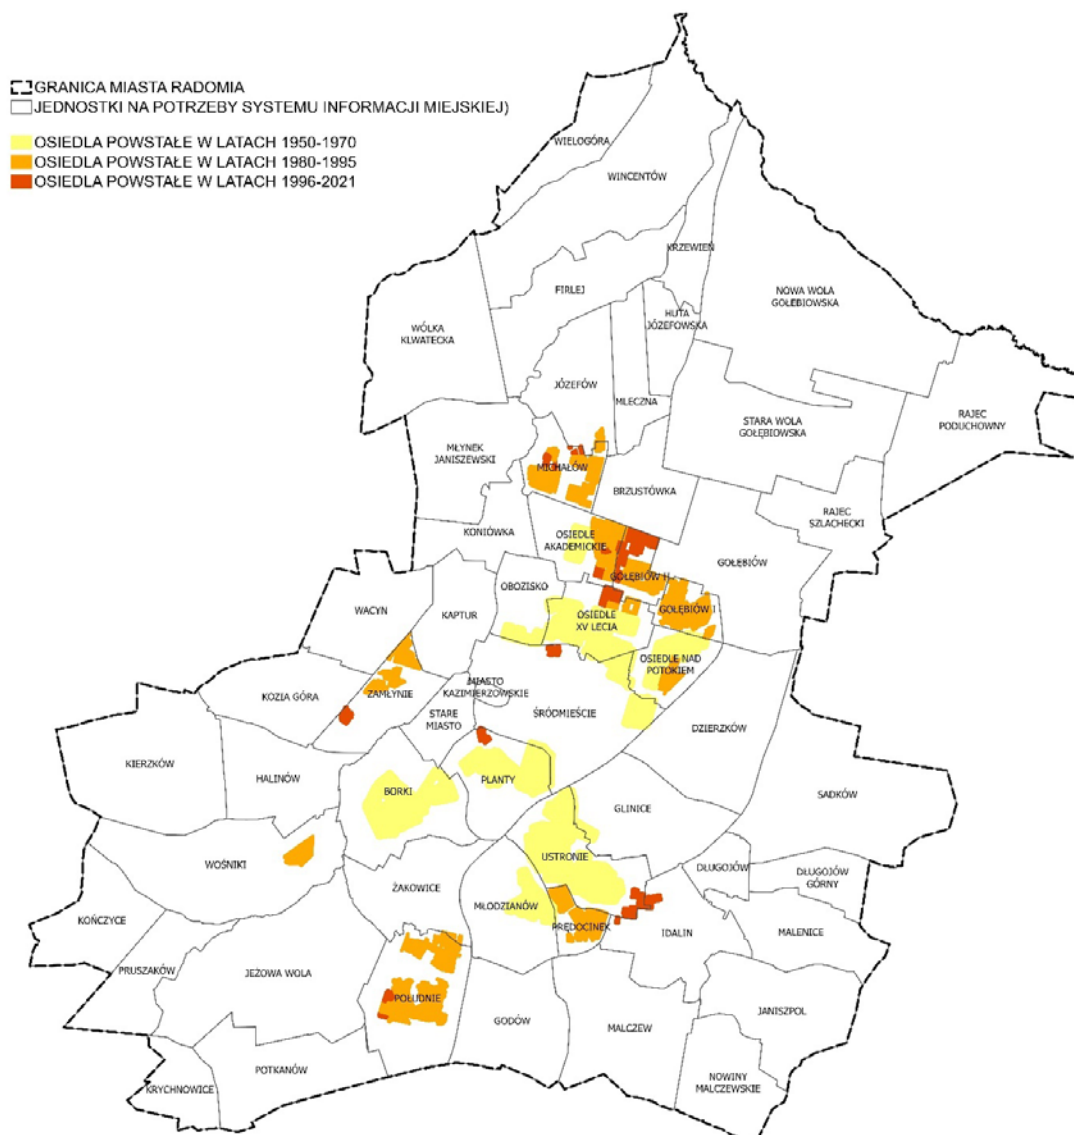 GRANICA MIASTA RADOMIA
JEDNOSTKI NA POTRZEBY SYSTEMU INFORMACJI MIEJSKIEJ)
OSIEDLA POWSTAŁE W LATACH 1950-1970
OSIEDLA POWSTAŁE W LATACH 1980-1995
OSIEDLA POWSTAŁE W LATACH 1996-2021
WIELOGÓRA
WINCENTÓW
KRZEWIEŃ
FIRLEJ
NOWA WOLA
GOŁĘBIOWSKA
HUTA
JÓZEFOWSKA
WÓLKA
KLWATECKA
JÓZEFÓW
MLECZNA
STARA WOLA
GOŁĘBIOWSKA
RAJEC
PODUCHOWNY
MŁYNEK
JANISZEWSKI
MICHAŁÓW
BRZUSTÓWKA
RAJEC
SZLACHECKI
KONIÓWKA
OSIEDLE
AKADEMICKIE
GOŁĘBIÓW
GOŁĘBIÓW II
OBOZISKO
WACYN
KAPTUR
OSIEDLE
XV LECIA
GOŁĘBIÓW I
OSIEDLE NAD
POTOKIEM
KOZIA GÓRA
ZAMŁYNIE
MIASTO
KAZIMIERZOWSKIE
STARE
MIASTO
ŚRÓDMIEŚCIE
DZIERZKÓW
KIERZKÓW
HALINÓW
BORKI
PLANTY
SADKÓW
GLINICE
WOŚNIKI
USTRONIE
ŻAKOWICE
DŁUGOJÓW
DŁUGOJÓW
GÓRNY
KOŃCZYCE
MŁODZIANÓW
PRĘDOCINEK
IDALIN
MALENICE
PRUSZAKÓW
JEŻOWA WOLA
POŁUDNIE
GODÓW
MALCZEW
JANISZPOL
KRYCHNOWICE
POTKANÓW
NOWINY
MALCZEWSKIE